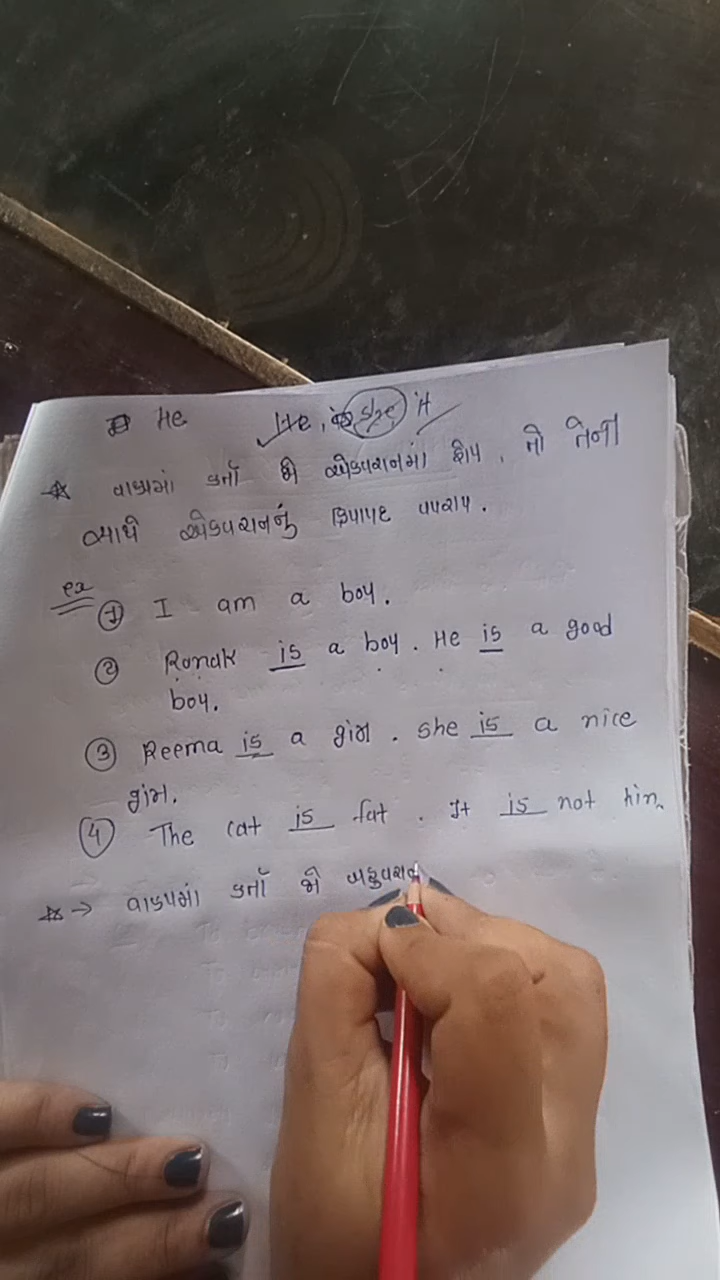 He He, she it
વાક્યમાં કર્તા જો એકવચનમાં હોય, તો તેની
સાથે એકવચનનું ક્રિયાપદ વપરાય.
ex
① I am a boy.
② Ronak is a boy. He is a good
boy.
③ Reema is a girl. she is a nice
girl.
④ The cat is fat. It is not
→ વાક્યમાં કર્તા જો બહુવચન